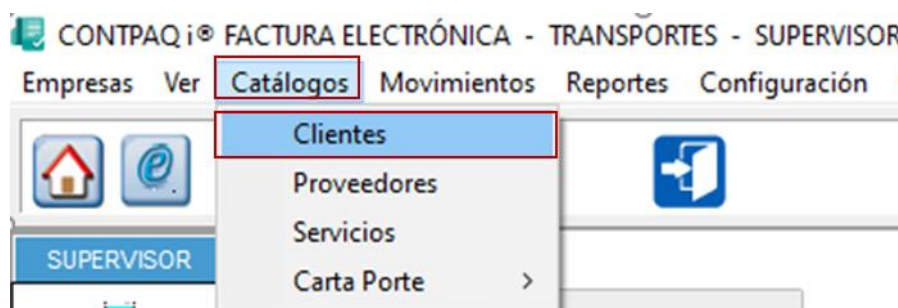 CONTPAQ i® FACTURA ELECTRÓNICA - TRANSPORTES - SUPERVISOR
Empresas Ver Catálogos Movimientos Reportes Configuración
Clientes
Proveedores
Servicios
SUPERVISOR
Carta Porte >